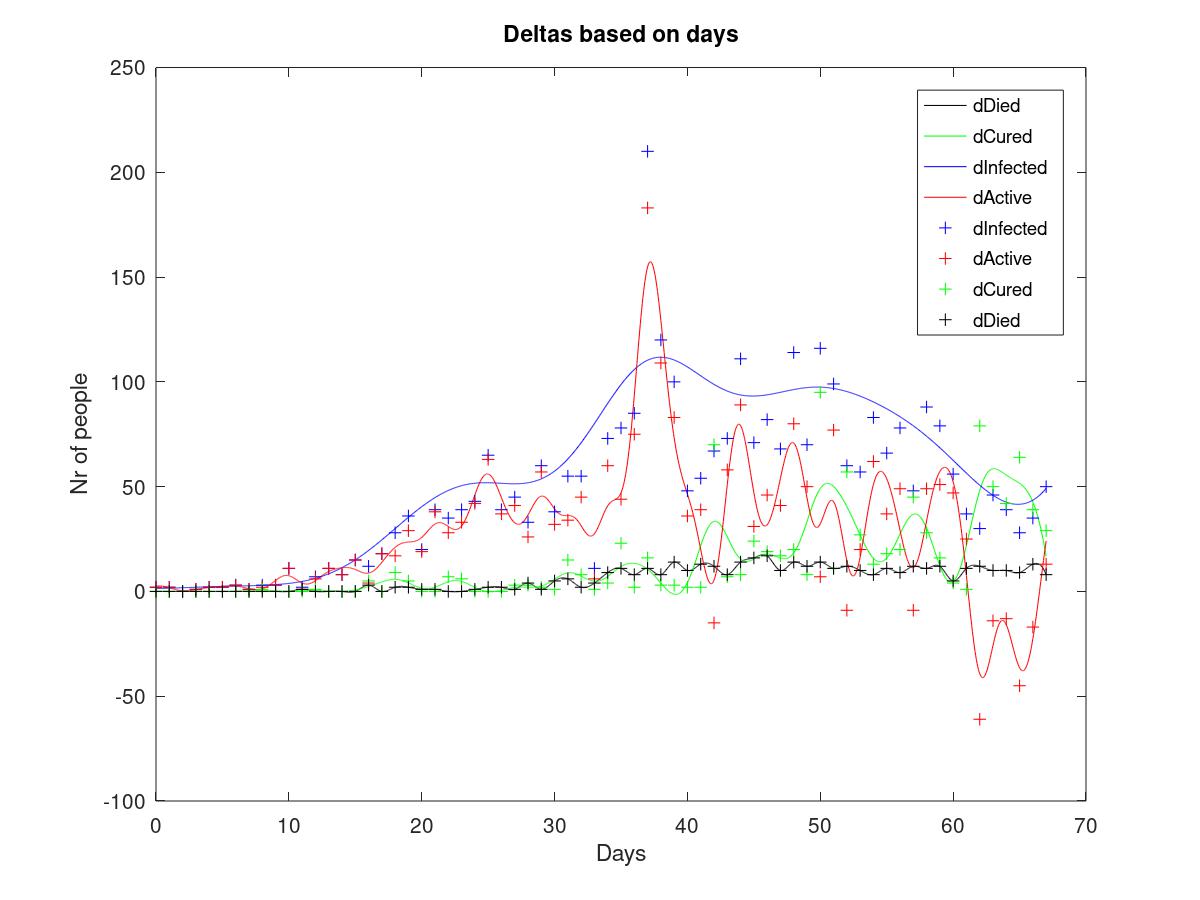 Deltas based on days
250
200
150
100
50
0
-50
-100
Nr of people
0 10 20 30 40 50 60 70
Days
dDied
dCured
dInfected
dActive
dInfected
dActive
dCured
dDied